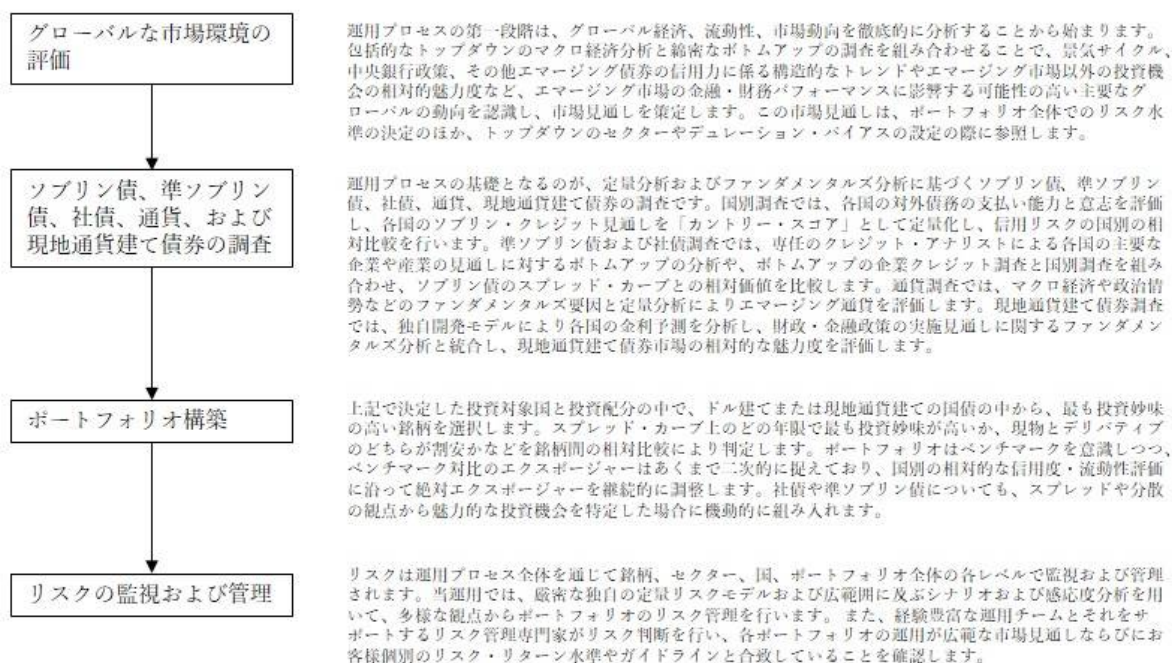 グローバルな市場環境の
評価
運用プロセスの第一段階は、グローバル経済、流動性、市場動向を徹底的に分析することから始まります。
包括的なトップダウンのマクロ経済分析と綿密なボトムアップの調査を組み合わせることで、景気サイクル、
中央銀行政策、その他エマージング債券の信用力に係る構造的なトレンドやエマージング市場以外の投資機
会の相対的魅力度など、エマージング市場の金融・財務パフォーマンスに影響する可能性の高い主要なグ
ローバルの動向を認識し、市場見通しを策定します。この市場見通しは、ポートフォリオ全体でのリスク水
準の決定のほか、トップダウンのセクターやデュレーション・バイアスの設定の際に参照します。
ソブリン債、準ソブリン
債、社債、通貨、および
現地通貨建て債券の調査
運用プロセスの基礎となるのが、定量分析およびファンダメンタルズ分析に基づくソブリン債、準ソブリン
債、社債、通貨、現地通貨建て債券の調査です。国別調査では、各国の対外債務の支払い能力と意志を評価
し、各国のソブリン・クレジット見通しを「カントリー・スコア」として定量化し、信用リスクの国別の相
対比較を行います。準ソブリン債および社債調査では、専任のクレジット・アナリストによる各国の主要な
企業や産業の見通しに対するボトムアップの分析や、ボトムアップの企業クレジット調査と国別調査を組み
合わせ、ソブリン債のスプレッド・カーブとの相対価値を比較します。通貨調査では、マクロ経済や政治情
勢などのファンダメンタルズ要因と定量分析によりエマージング通貨を評価します。現地通貨建て債券調査
では、独自開発モデルにより各国の金利予測を分析し、財政・金融政策の実施見通しに関するファンダメン
タルズ分析と統合し、現地通貨建て債券市場の相対的な魅力度を評価します。
ポートフォリオ構築
上記で決定した投資対象国と投資配分の中で、ドル建てまたは現地通貨建ての国債の中から、最も投資妙味
の高い銘柄を選択します。スプレッド・カーブ上のどの年限で最も投資妙味が高いか、現物とデリバティブ
のどちらが割安かなどを銘柄間の相対比較により判定します。ポートフォリオはベンチマークを意識しつつ、
ベンチマーク対比のエクスポージャーはあくまで二次的に捉えており、国別の相対的な信用度・流動性評価
に沿って絶対エクスポージャーを継続的に調整します。社債や準ソブリン債についても、スプレッドや分散
の観点から魅力的な投資機会を特定した場合に機動的に組み入れます。
リスクの監視および管理
リスクは運用プロセス全体を通じて銘柄、セクター、国、ポートフォリオ全体の各レベルで監視および管理
されます。当運用では、厳密な独自の定量リスクモデルおよび広範囲に及ぶシナリオおよび感応度分析を用
いて、多様な観点からポートフォリオのリスク管理を行います。また、経験豊富な運用チームとそれをサ
ポートするリスク管理専門家がリスク判断を行い、各ポートフォリオの運用が広範な市場見通しならびにお
客様個別のリスク・リターン水準やガイドラインと合致していることを確認します。